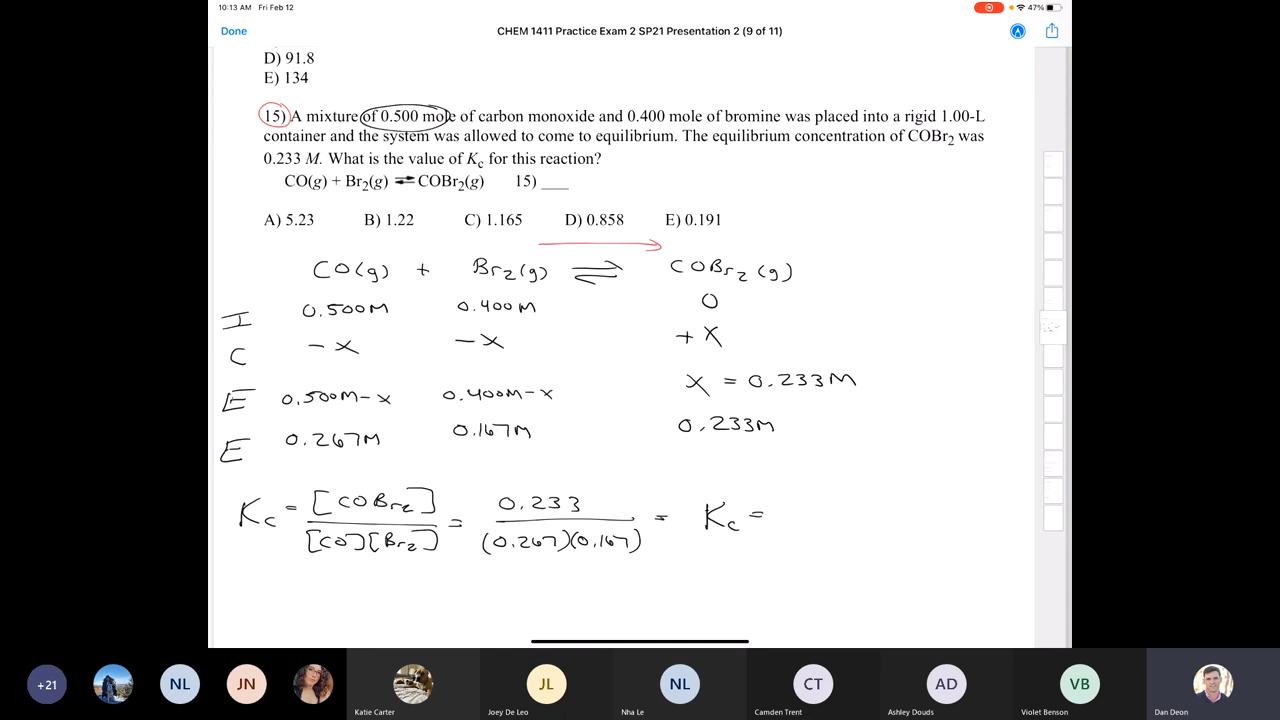 10:13 AM Fri Feb 12
47%
Done
CHEM 1411 Practice Exam 2 SP21 Presentation 2 (9 of 11)
D) 91.8
E) 134
15) A mixture of 0.500 mole of carbon monoxide and 0.400 mole of bromine was placed into a rigid 1.00-L
container and the system was allowed to come to equilibrium. The equilibrium concentration of COBr₂ was
0.233 M. What is the value of Kc for this reaction?
CO(g) + Br₂(g) ⇌ COBr₂(g) 15) ___
A) 5.23 B) 1.22 C) 1.165 D) 0.858 E) 0.191
CO(g) + Br₂(g) ⇌ COBr₂(g)
I 0.500M 0.400M 0
C -x -x +x
E 0.500M-x 0.400M-x x = 0.233M
E 0.267M 0.167M 0.233M
Kc = [COBr₂] / [CO][Br₂] = 0.233 / (0.267)(0.167) = Kc =
+21 NL JN JL NL CT AD VB
Katie Carter Joey De Leo Nha Le Camden Trent Ashley Douds Violet Benson Dan Deon